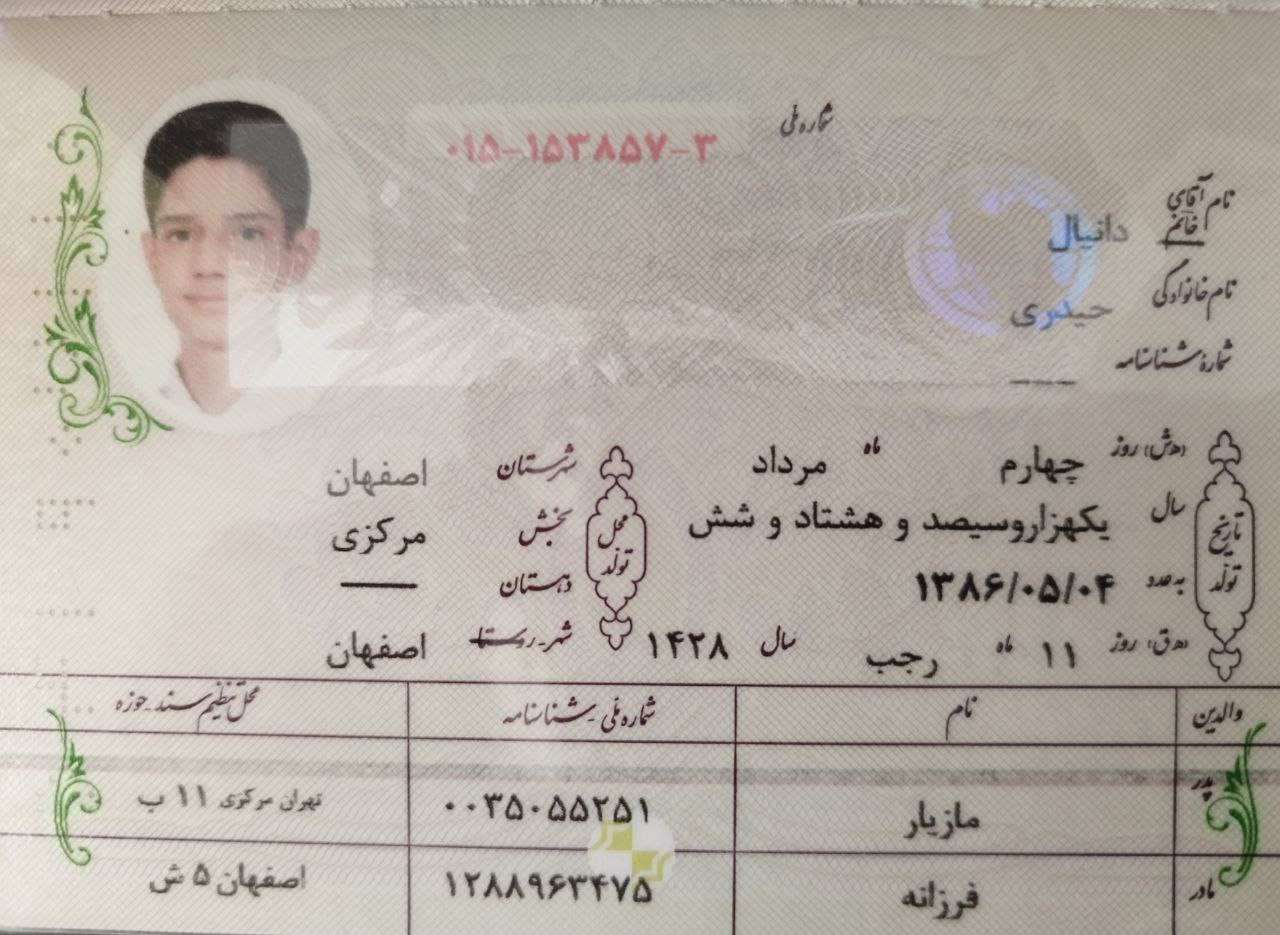 شماره ملی ۰۱۵-۱۵۳۸۵۷-۳
نام آقای خانم دانیال
نام خانوادگی حیدری
شمارهٔ شناسنامه ----
تاریخ تولد
(ه‍.ش) روز چهارم ماه مرداد
سال یکهزاروسیصد و هشتاد و شش
به عدد ۱۳۸۶/۰۵/۰۴
(ه‍.ق) روز ۱۱ ماه رجب سال ۱۴۲۸
محل تولد
شهرستان اصفهان
بخش مرکزی
دهستان ----
شهر-روستا اصفهان
والدین نام شماره ملی-شناسنامه محل تنظیم سند-حوزه
پدر مازیار ۰۰۳۵۰۵۵۲۵۱ تهران مرکزی ۱۱ ب
مادر فرزانه ۱۲۸۸۹۶۳۴۷۵ اصفهان ۵ ش